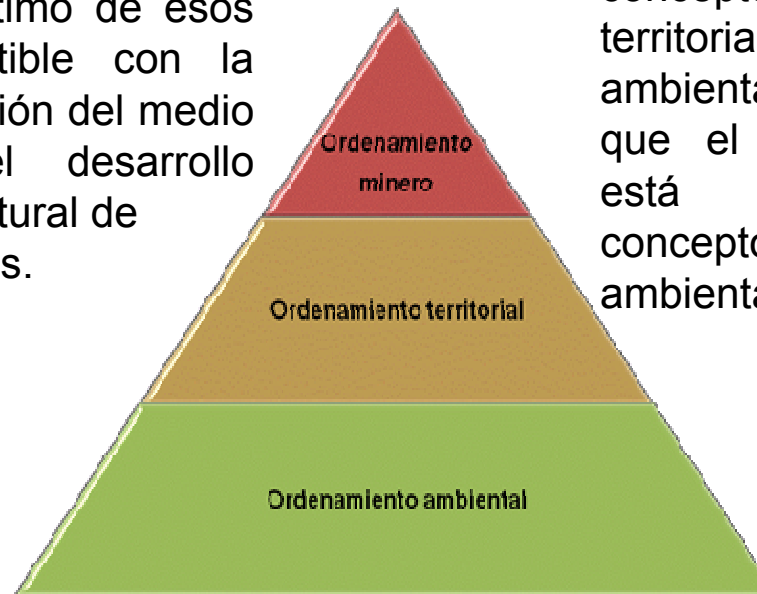 timo de esos
tible con la
ión del medio
el desarrollo
tural de
s.
Ordenamiento
minero
Ordenamiento territorial
Ordenamiento ambiental
territoria
ambienta
que el
está
concepto
ambienta